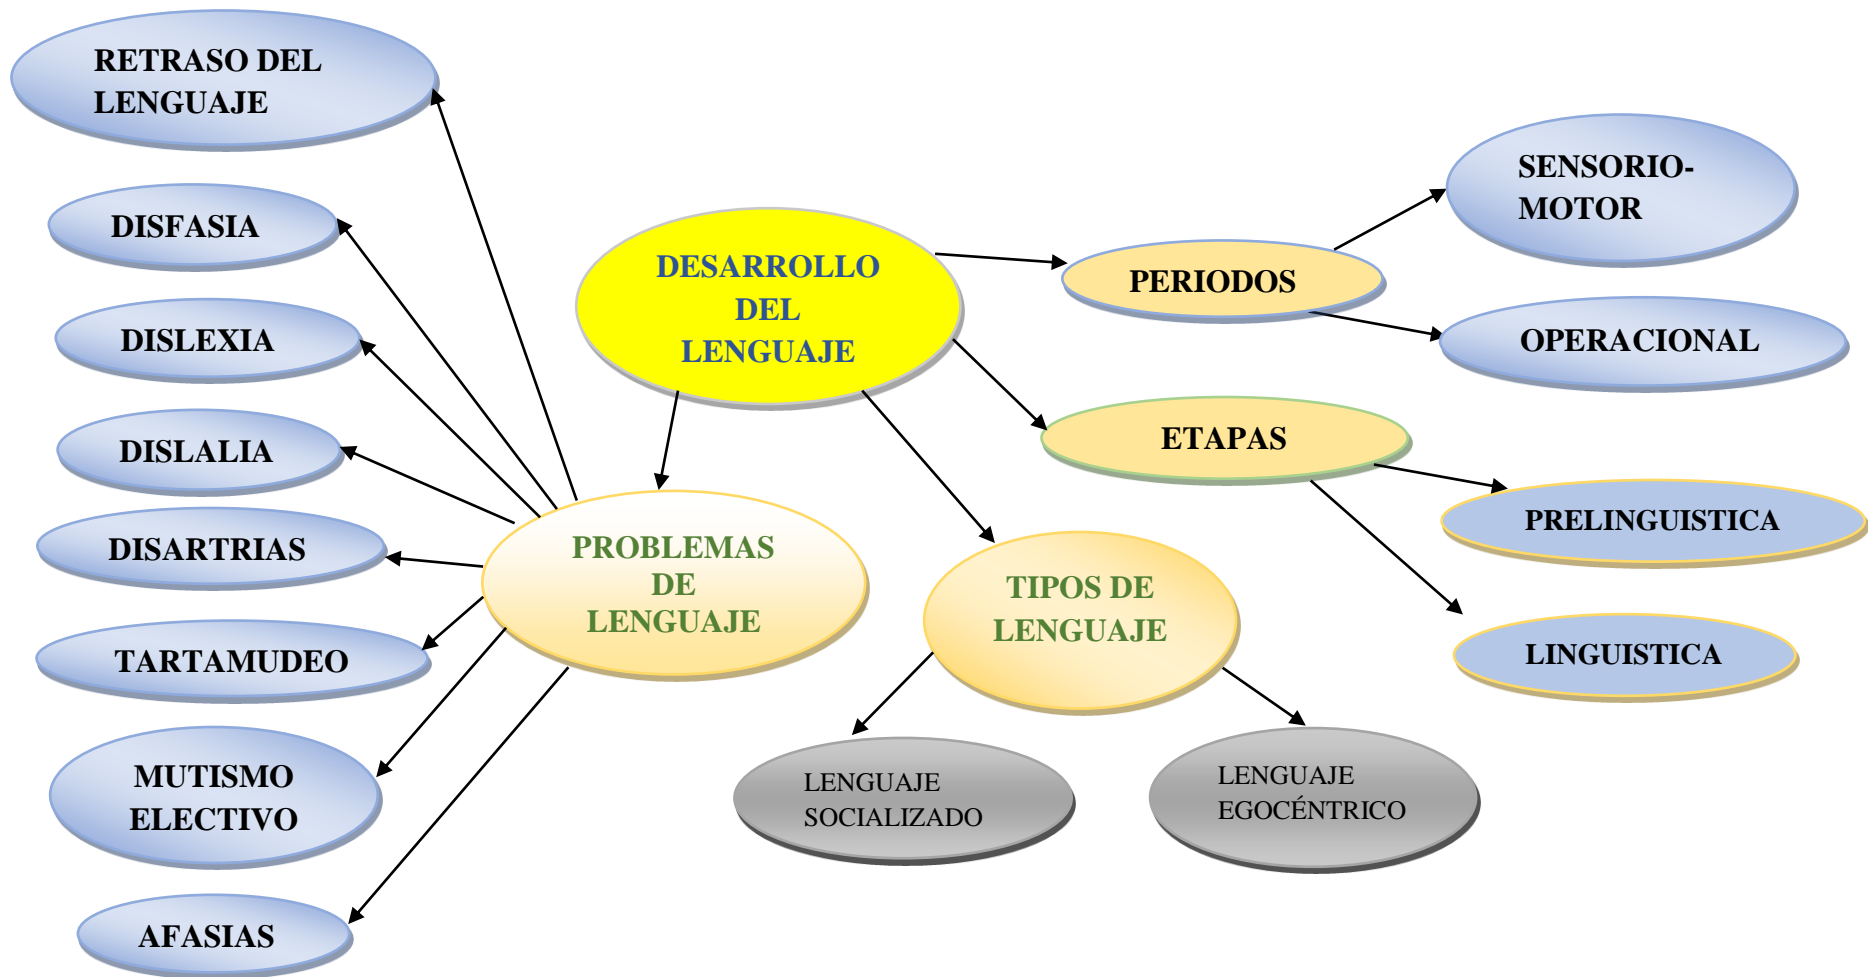 RETRASO DEL
LENGUAJE
DISFASIA
DISLEXIA
DISLALIA
DISARTRIAS
TARTAMUDEO
MUTISMO
ELECTIVO
AFASIAS
DESARROLLO
DEL
LENGUAJE
PROBLEMAS
DE
LENGUAJE
TIPOS DE
LENGUAJE
LENGUAJE
SOCIALIZADO
LENGUAJE
EGOCÉNTRICO
PERIODOS
SENSORIO-
MOTOR
OPERACIONAL
ETAPAS
PRELINGUISTICA
LINGUISTICA